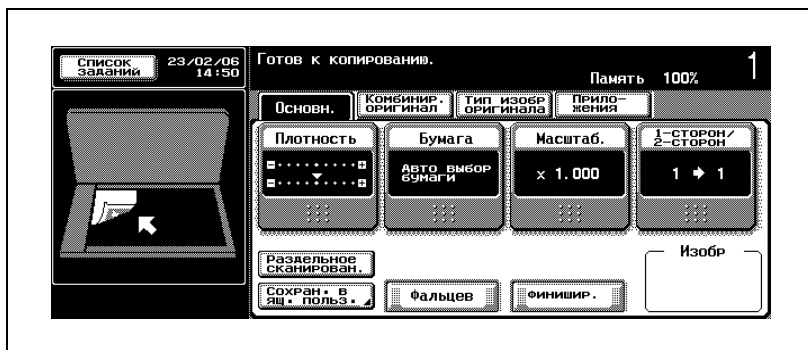 Список
заданий
23/02/06
14:50
Готов к копированию.
Память 100%
1
Основн.
Комбинир.
оригинал
Тип изобр
оригинала
Прило-
жения
Плотность
Бумага
Масштаб.
1-сторон/
2-сторон
Авто выбор
бумаги
x 1.000
1 → 1
Раздельное
сканирован.
Изобр
Сохран. в
ящ. польз.
Фальцев
Финишир.